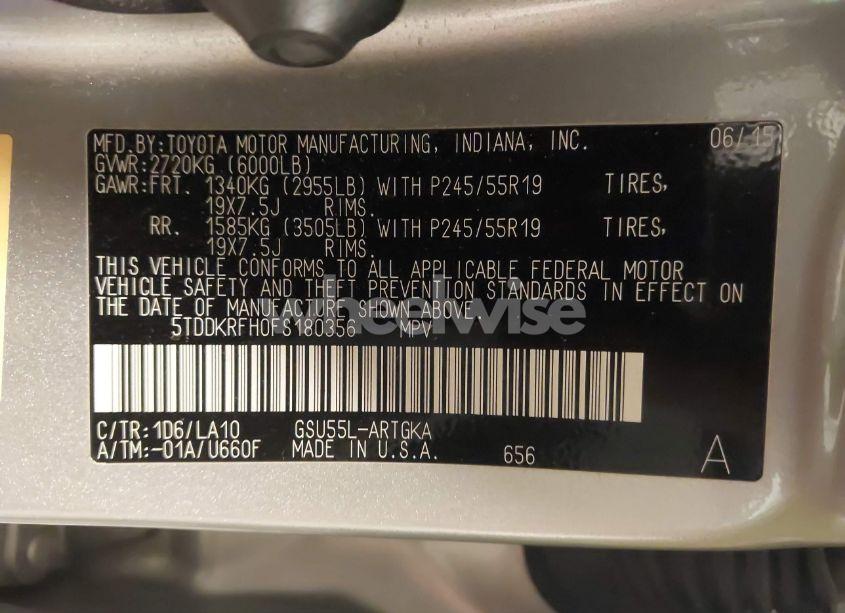 MFD.BY:TOYOTA MOTOR MANUFACTURING, INDIANA, INC. 06/15
GVWR:2720KG (6000LB)
GAWR:FRT. 1340KG (2955LB) WITH P245/55R19 TIRES,
19X7.5J RIMS.
RR. 1585KG (3505LB) WITH P245/55R19 TIRES,
19X7.5J RIMS.
THIS VEHICLE CONFORMS TO ALL APPLICABLE FEDERAL MOTOR
VEHICLE SAFETY AND THEFT PREVENTION STANDARDS IN EFFECT ON
THE DATE OF MANUFACTURE SHOWN ABOVE.
wheelwise
5TDDKRFH0FS180356 MPV
C/TR:1D6/LA10 GSU55L-ARTGKA
A/TM:-01A/U660F MADE IN U.S.A. 656 A